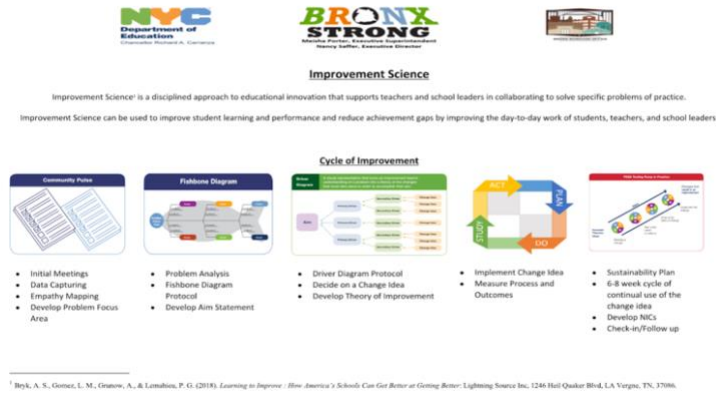 NYC
Department of
Education
Chancellor Richard A. Carranza
BRONX
STRONG
Meisha Porter, Executive Superintendent
Nancy Saffer, Executive Director
Improvement Science
Improvement Science¹ is a disciplined approach to educational innovation that supports teachers and school leaders in collaborating to solve specific problems of practice.
Improvement Science can be used to improve student learning and performance and reduce achievement gaps by improving the day-to-day work of students, teachers, and school leaders
Cycle of Improvement
Community Pulse
Fishbone Diagram
Driver
Diagram
ACT
PLAN
STUDY
DO
• Initial Meetings
• Data Capturing
• Empathy Mapping
• Develop Problem Focus
Area
• Problem Analysis
• Fishbone Diagram
Protocol
• Develop Aim Statement
• Driver Diagram Protocol
• Decide on a Change Idea
• Develop Theory of Improvement
• Implement Change Idea
• Measure Process and
Outcomes
• Sustainability Plan
• 6-8 week cycle of
continual use of the
change idea
• Develop NICs
• Check-in/Follow up
¹ Bryk, A. S., Gomez, L. M., Grunow, A., & Lemahieu, P. G. (2018). Learning to Improve : How America's Schools Can Get Better at Getting Better: Lightning Source Inc, 1246 Heil Quaker Blvd, LA Vergne, TN, 37086.